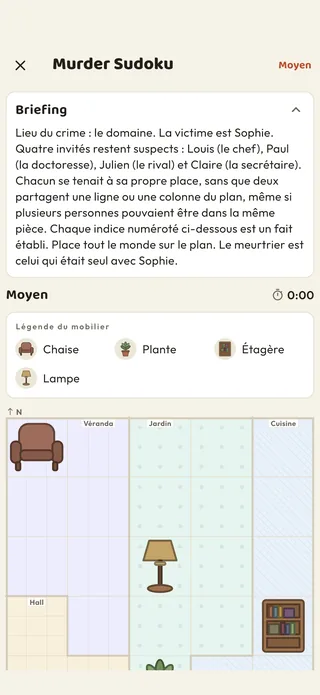 Murder Sudoku
Moyen
Briefing
Lieu du crime : le domaine. La victime est Sophie.
Quatre invités restent suspects : Louis (le chef), Paul
(la doctoresse), Julien (le rival) et Claire (la secrétaire).
Chacun se tenait à sa propre place, sans que deux
partagent une ligne ou une colonne du plan, même si
plusieurs personnes pouvaient être dans la même
pièce. Chaque indice numéroté ci-dessous est un fait
établi. Place tout le monde sur le plan. Le meurtrier est
celui qui était seul avec Sophie.
Moyen
0:00
Légende du mobilier
Chaise
Plante
Étagère
Lampe
↑ N
Véranda
Jardin
Cuisine
Hall